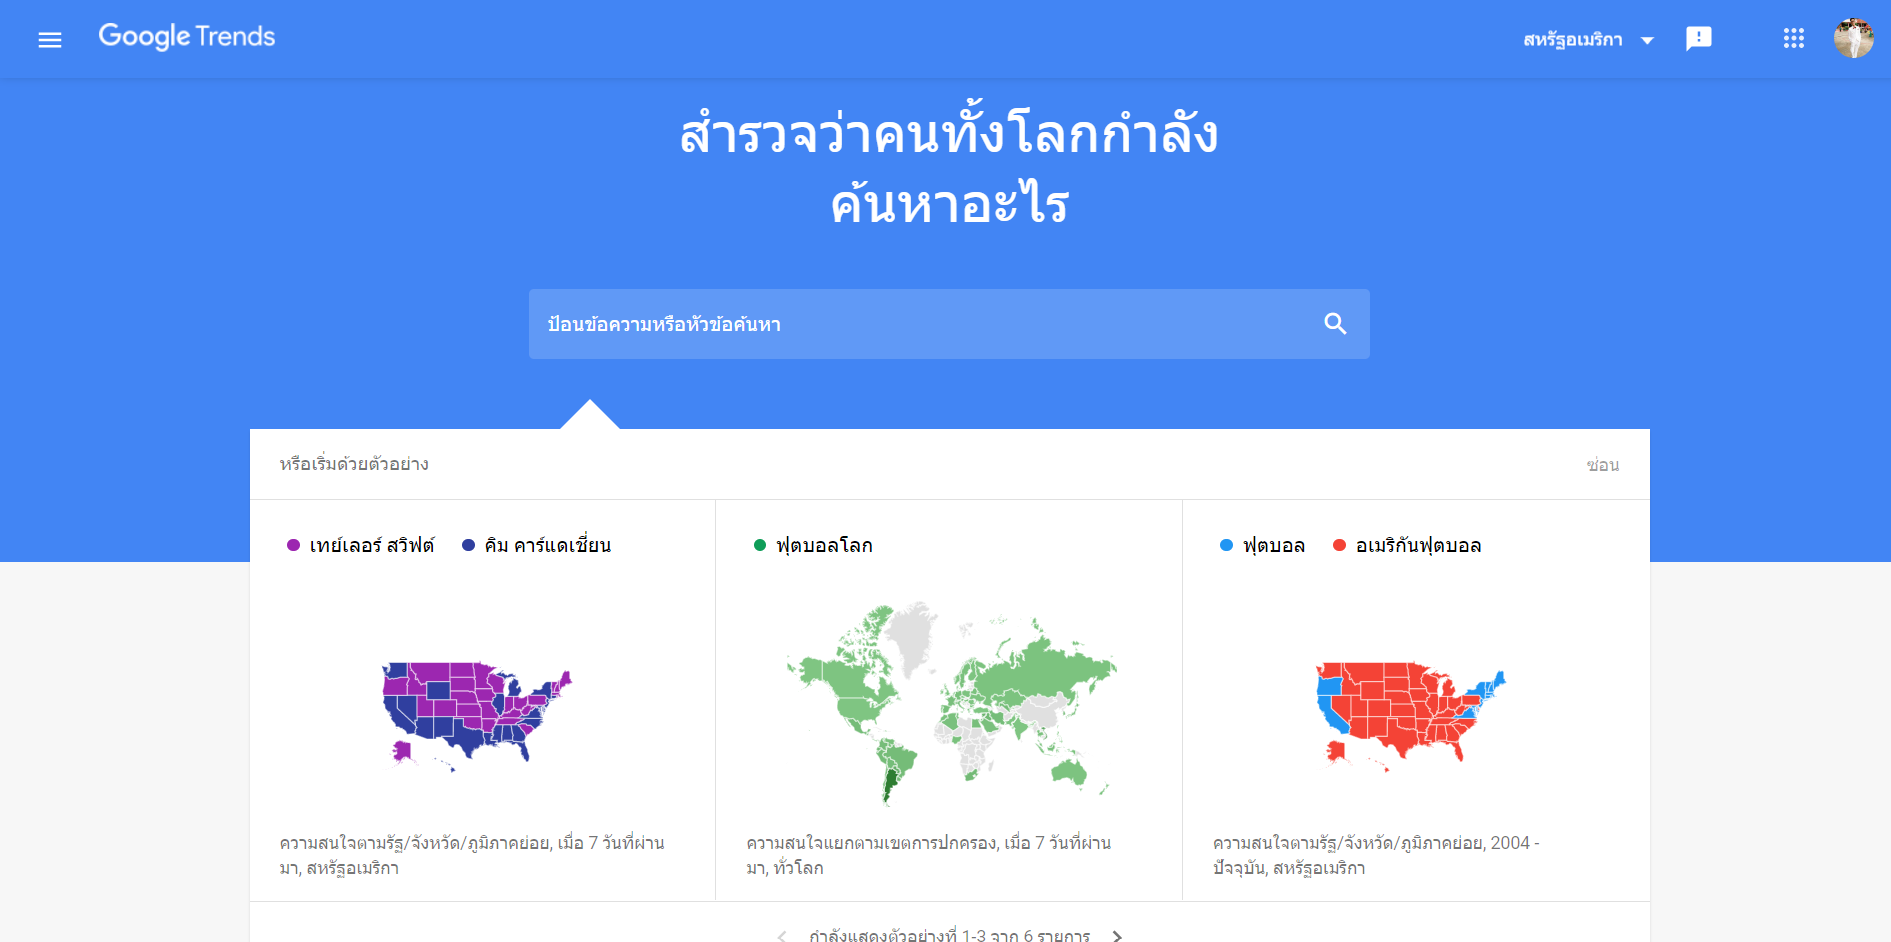 Google Trends
สหรัฐอเมริกา
สำรวจว่าคนทั้งโลกกำลัง
ค้นหาอะไร
ป้อนข้อความหรือหัวข้อค้นหา
หรือเริ่มด้วยตัวอย่าง
ซ่อน
เทย์เลอร์ สวิฟต์ คิม คาร์แดเชี่ยน
ความสนใจตามรัฐ/จังหวัด/ภูมิภาคย่อย, เมื่อ 7 วันที่ผ่าน
มา, สหรัฐอเมริกา
ฟุตบอลโลก
ความสนใจแยกตามเขตการปกครอง, เมื่อ 7 วันที่ผ่าน
มา, ทั่วโลก
ฟุตบอล อเมริกันฟุตบอล
ความสนใจตามรัฐ/จังหวัด/ภูมิภาคย่อย, 2004 -
ปัจจุบัน, สหรัฐอเมริกา
กำลังแสดงตัวอย่างที่ 1-3 จาก 6 รายการ